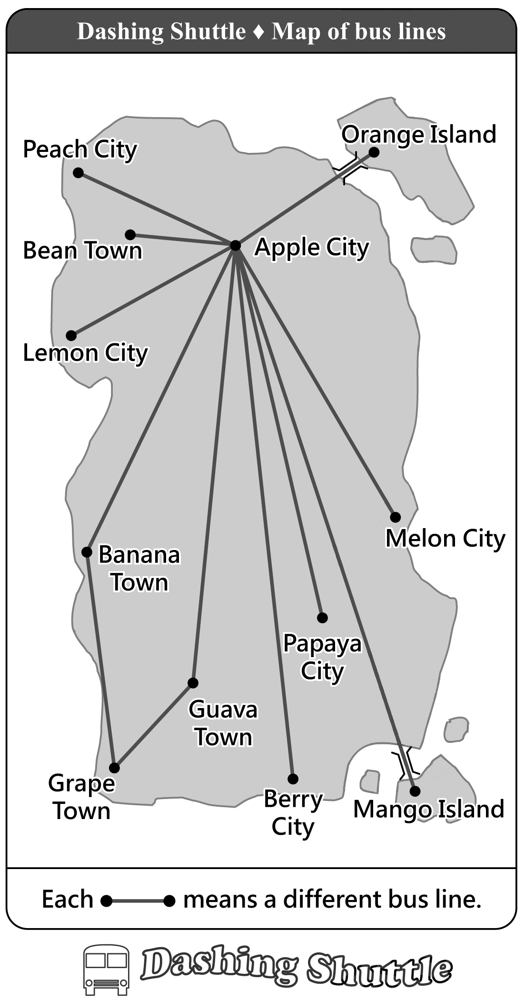 Dashing Shuttle ♦ Map of bus lines
Orange Island
Peach City
Bean Town
Apple City
Lemon City
Melon City
Banana
Town
Papaya
City
Guava
Town
Grape
Town
Berry
City
Mango Island
Each means a different bus line.
Dashing Shuttle